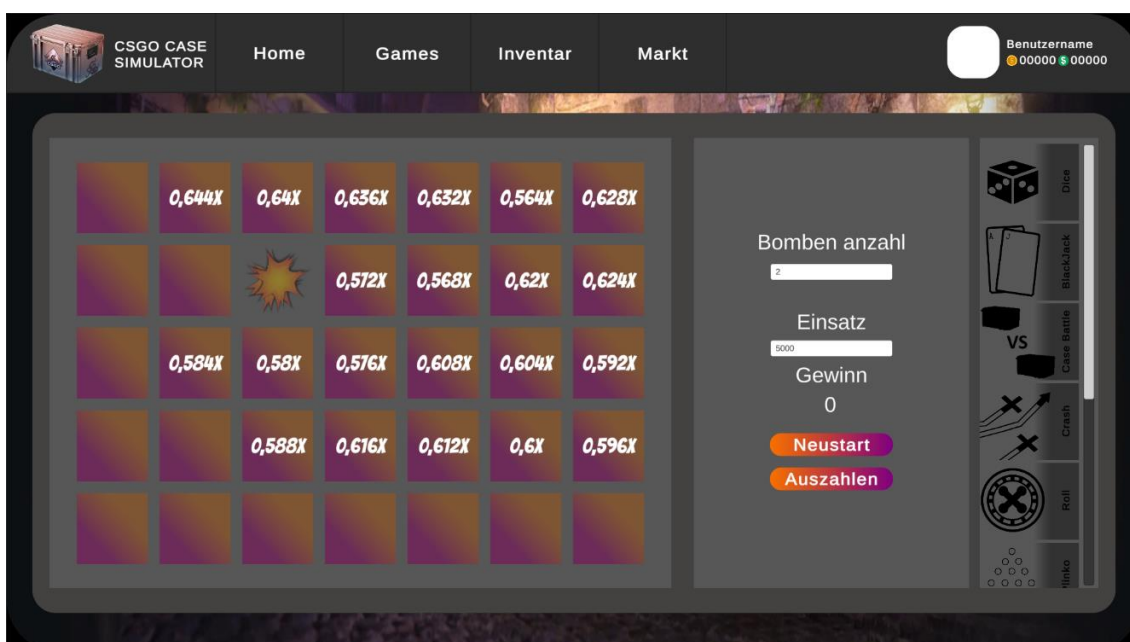 CSGO CASE
SIMULATOR
Home
Games
Inventar
Markt
Benutzername
00000 $ 00000
0,644X 0,64X 0,636X 0,632X 0,564X 0,628X
0,572X 0,568X 0,62X 0,624X
0,584X 0,58X 0,576X 0,608X 0,604X 0,592X
0,588X 0,616X 0,612X 0,6X 0,596X
Bomben anzahl
2
Einsatz
5000
Gewinn
0
Neustart
Auszahlen
Dice
A J
BlackJack
VS
Case Battle
Crash
Roll
Plinko